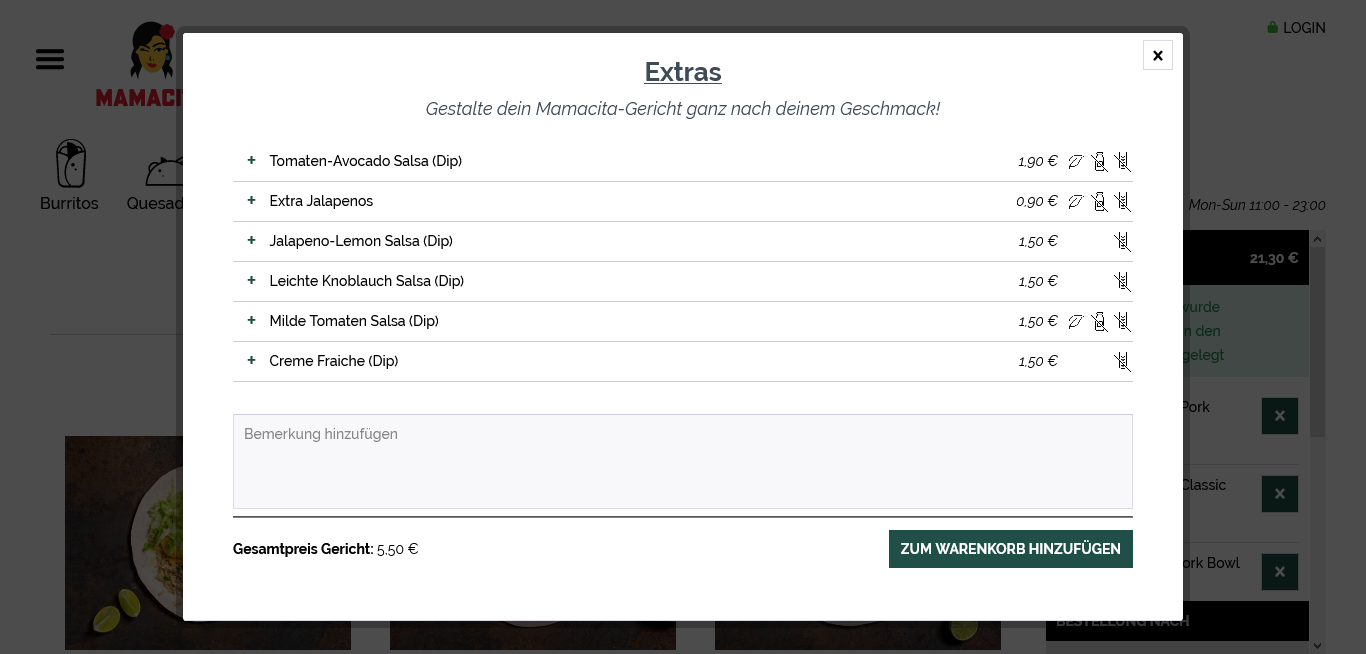 LOGIN
MAMACI
Burritos
Quesad
Mon-Sun 11:00 - 23:00
21,30 €
wurde
n den
gelegt
Pork
Classic
ork Bowl
BESTELLUNG NACH
x
Extras
Gestalte dein Mamacita-Gericht ganz nach deinem Geschmack!
+ Tomaten-Avocado Salsa (Dip) 1,90 €
+ Extra Jalapenos 0,90 €
+ Jalapeno-Lemon Salsa (Dip) 1,50 €
+ Leichte Knoblauch Salsa (Dip) 1,50 €
+ Milde Tomaten Salsa (Dip) 1,50 €
+ Creme Fraiche (Dip) 1,50 €
Bemerkung hinzufügen
Gesamtpreis Gericht: 5,50 €
ZUM WARENKORB HINZUFÜGEN